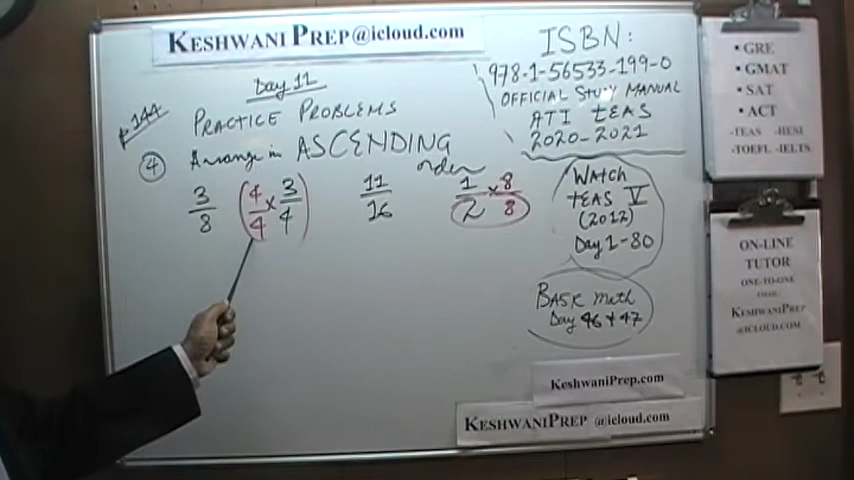 KESHWANIPREP@icloud.com
Day 11
P 144
PRACTICE PROBLEMS
4 Arrange in ASCENDING order
3/8 (4/4 × 3/4) 11/16 1/2 × 8/8
ISBN:
978-1-56533-199-0
OFFICIAL STUDY MANUAL
ATI TEAS
2020-2021
WATCH
TEAS V
(2012)
Day 1-80
BASIC Math
Day 46 + 47
KESHWANIPREP.COM
KESHWANIPREP @icloud.com
• GRE
• GMAT
• SAT
• ACT
-TEAS -HESI
-TOEFL -IELTS
ON-LINE
TUTOR
ONE-TO-ONE
KESHWANIPREP
@ICLOUD.COM